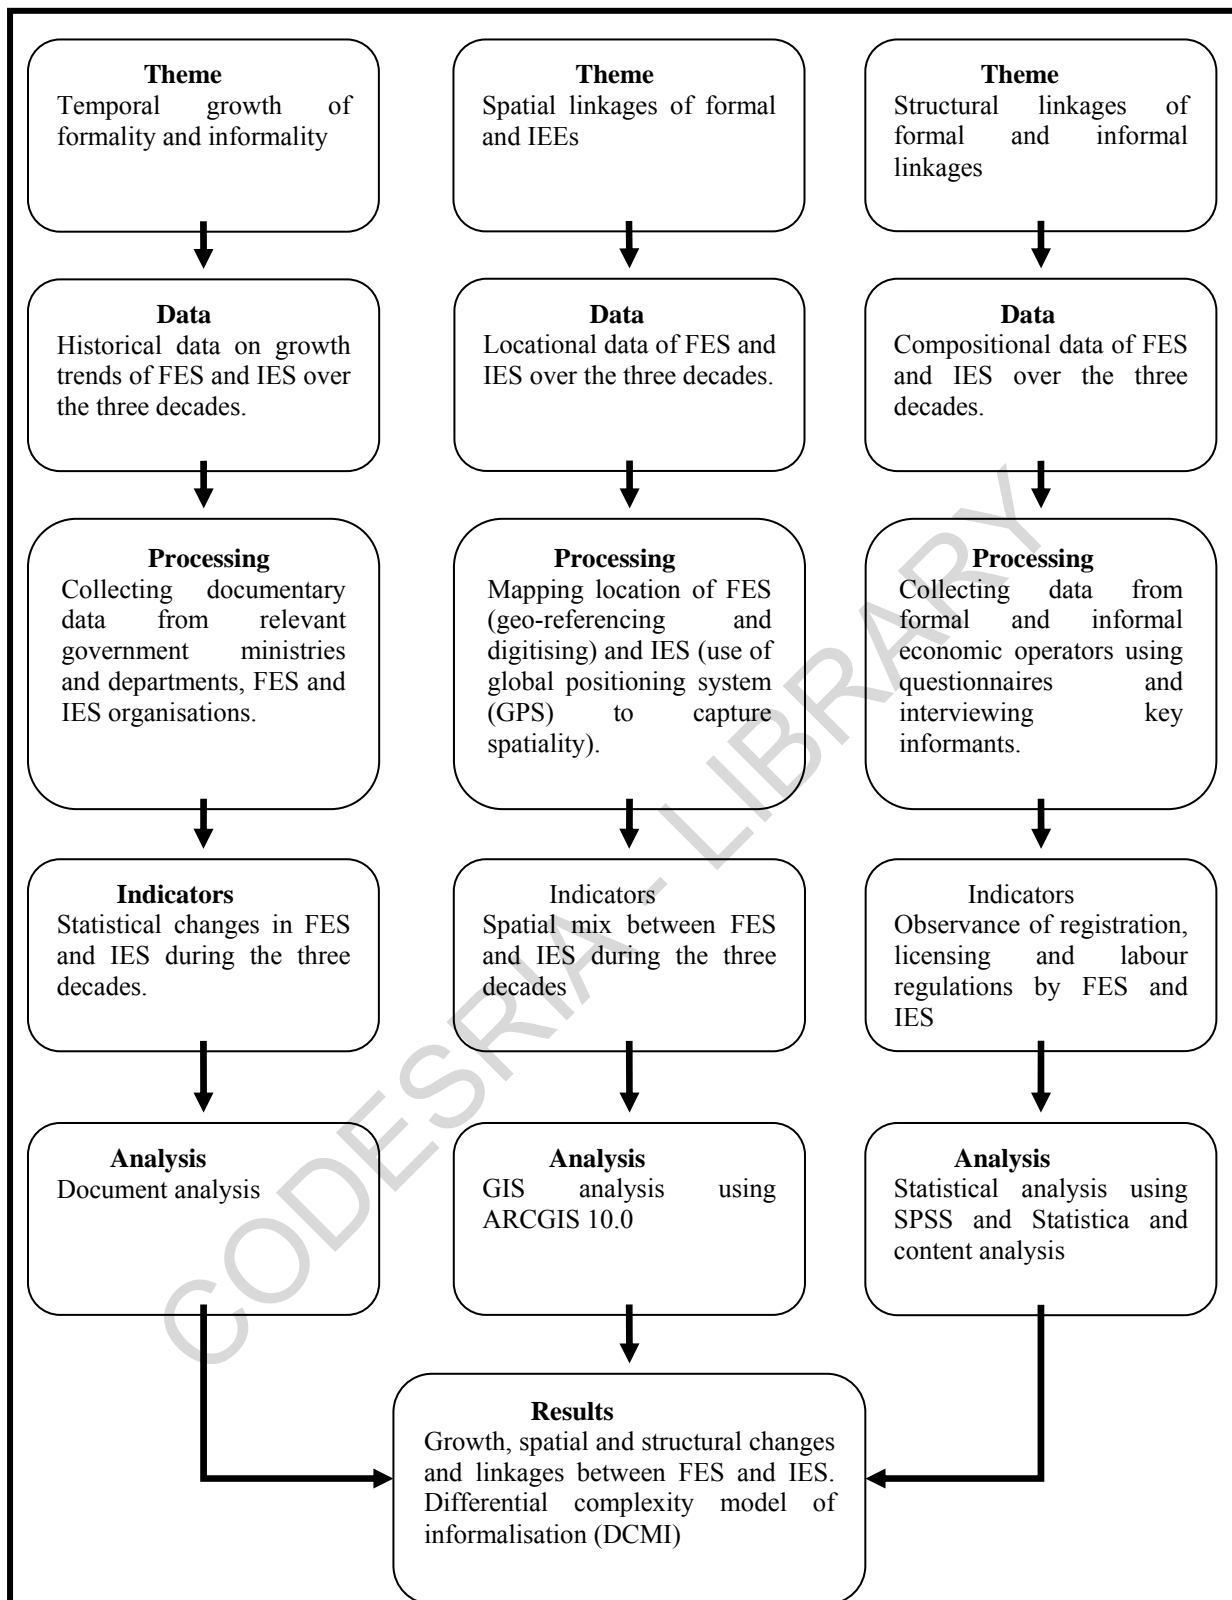 Theme
Temporal growth of
formality and informality
Theme
Spatial linkages of formal
and IEEs
Theme
Structural linkages of
formal and informal
linkages
Data
Historical data on growth
trends of FES and IES over
the three decades.
Data
Locational data of FES and
IES over the three decades.
Data
Compositional data of FES
and IES over the three
decades.
Processing
Collecting documentary
data from relevant
government ministries
and departments, FES and
IES organisations.
Processing
Mapping location of FES
(geo-referencing and
digitising) and IES (use of
global positioning system
(GPS) to capture
spatiality).
Processing
Collecting data from
formal and informal
economic operators using
questionnaires and
interviewing key
informants.
Indicators
Statistical changes in FES
and IES during the three
decades.
Indicators
Spatial mix between FES
and IES during the three
decades
Indicators
Observance of registration,
licensing and labour
regulations by FES and
IES
Analysis
Document analysis
Analysis
GIS analysis using
ARCGIS 10.0
Analysis
Statistical analysis using
SPSS and Statistica and
content analysis
Results
Growth, spatial and structural changes
and linkages between FES and IES.
Differential complexity model of
informalisation (DCMI)
CODESRIA - LIBRARY